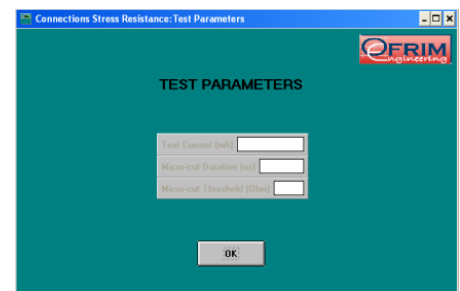 Connections Stress Resistance:Test Parameters
EFRIM
Engineering
TEST PARAMETERS
Test Current (mA)
Micro-cut Duration (us)
Micro-cut Threshold (Ohm)
OK